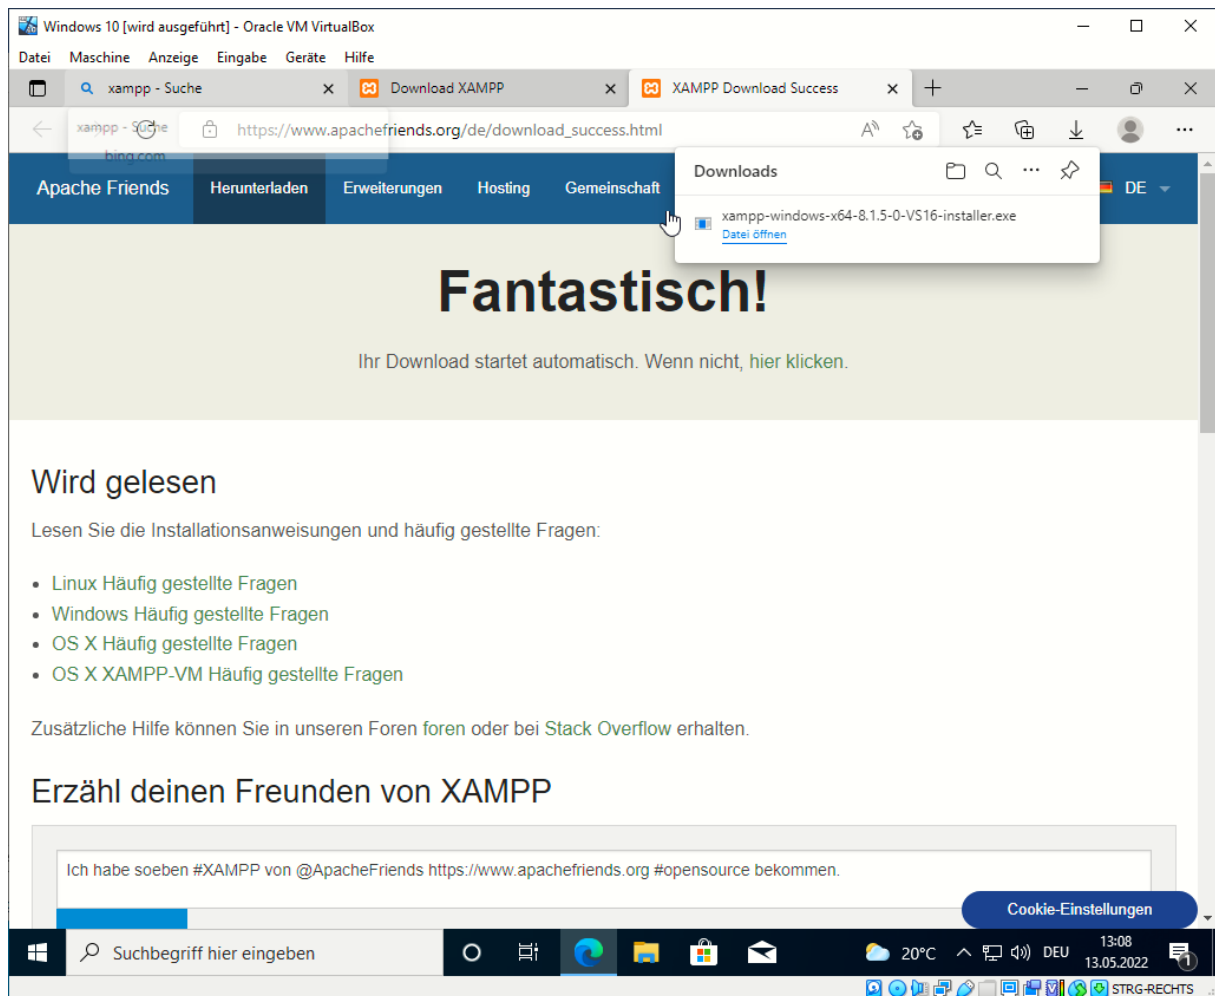 Windows 10 [wird ausgeführt] - Oracle VM VirtualBox
Datei Maschine Anzeige Eingabe Geräte Hilfe
xampp - Suche Download XAMPP XAMPP Download Success
xampp - Suche
https://www.apachefriends.org/de/download_success.html
bing.com
Apache Friends Herunterladen Erweiterungen Hosting Gemeinschaft DE
Downloads
xampp-windows-x64-8.1.5-0-VS16-installer.exe
Datei öffnen
Fantastisch!
Ihr Download startet automatisch. Wenn nicht, hier klicken.
Wird gelesen
Lesen Sie die Installationsanweisungen und häufig gestellte Fragen:
Linux Häufig gestellte Fragen
Windows Häufig gestellte Fragen
OS X Häufig gestellte Fragen
OS X XAMPP-VM Häufig gestellte Fragen
Zusätzliche Hilfe können Sie in unseren Foren foren oder bei Stack Overflow erhalten.
Erzähl deinen Freunden von XAMPP
Ich habe soeben #XAMPP von @ApacheFriends https://www.apachefriends.org #opensource bekommen.
Cookie-Einstellungen
Suchbegriff hier eingeben
20°C DEU
13:08
13.05.2022
1
STRG-RECHTS